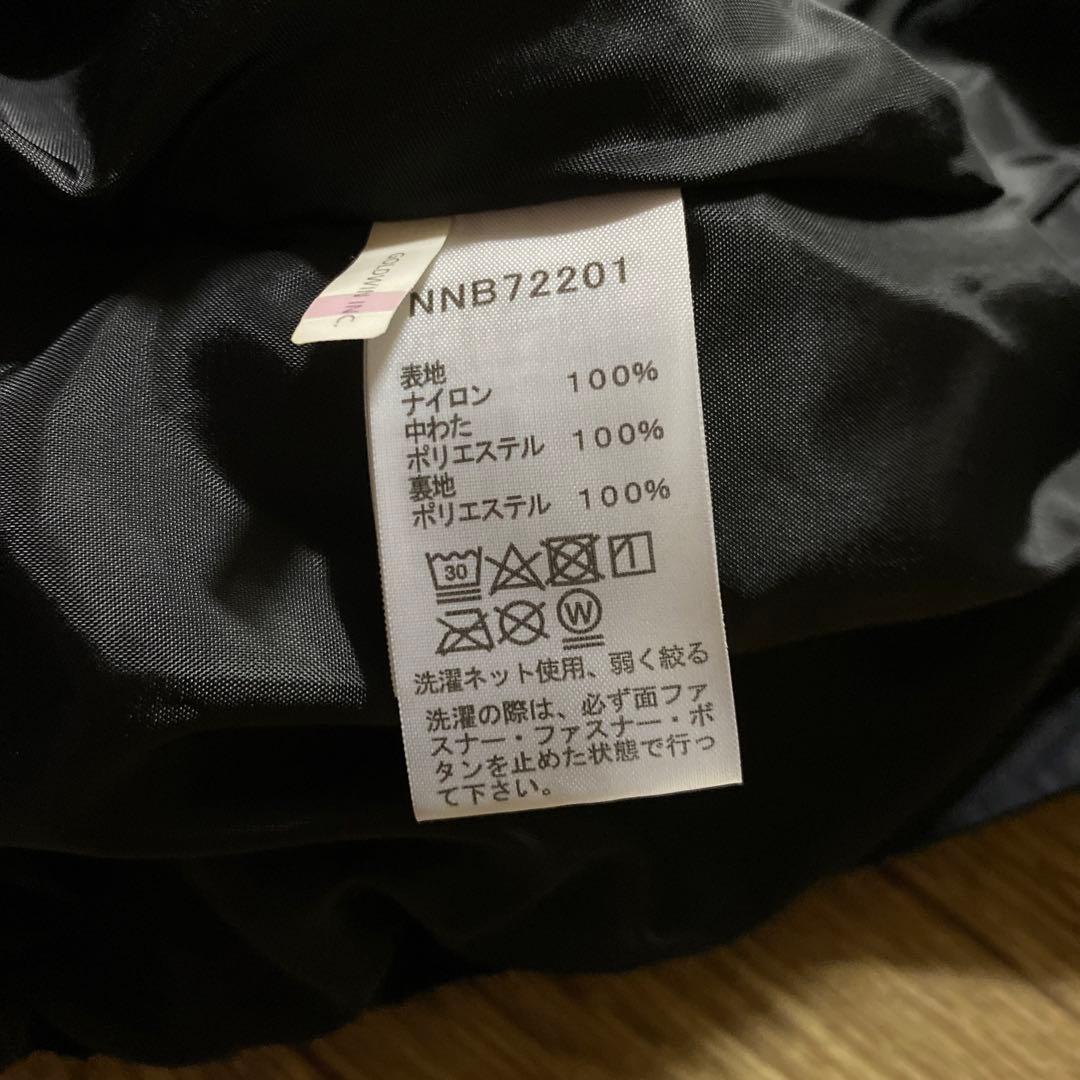 GOLDWIN INC
NNB72201
表地
ナイロン 100%
中わた
ポリエステル 100%
裏地
ポリエステル 100%
30
W
洗濯ネット使用、弱く絞る
洗濯の際は、必ず面ファ
スナー・ファスナー・ボ
タンを止めた状態で行っ
て下さい。